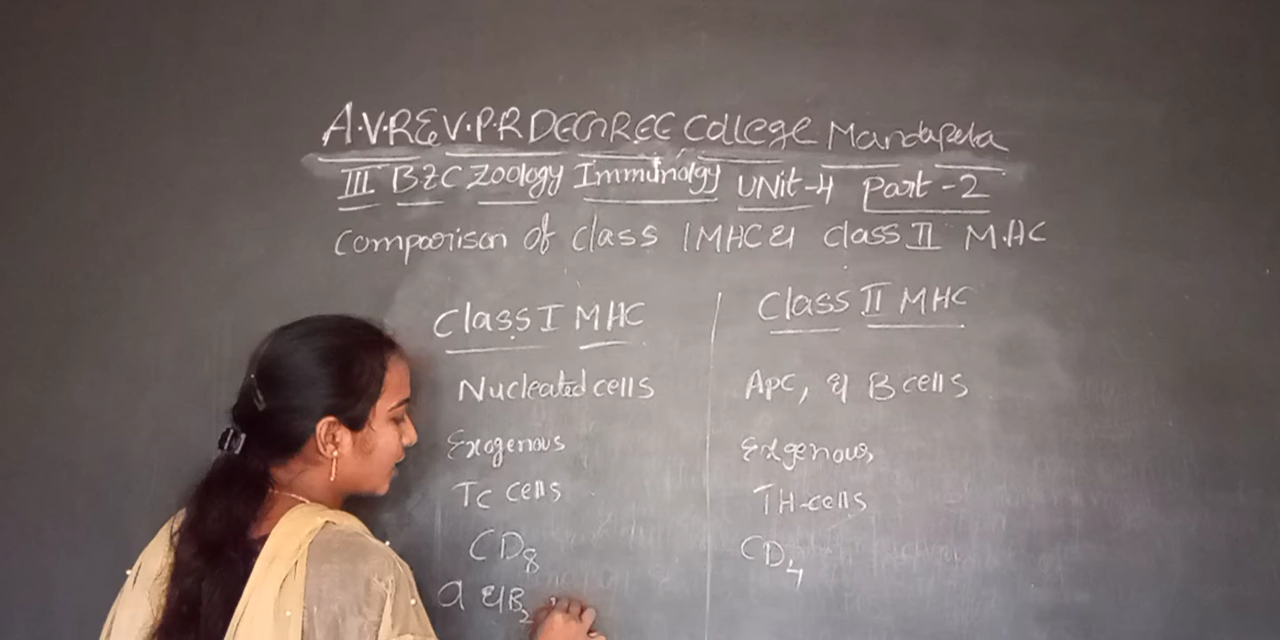 A.V.R & V.P.R DEGREE College Mandapeta
III BZC Zoology Immunolgy UNit-4 Part-2
Comparison of class I MHC & class II MHC
Class I MHC
Class II MHC
Nucleated cells
APC, & B cells
Exogenous
Exogenous
Tc cells
TH-cells
CD8
CD4
α & B2